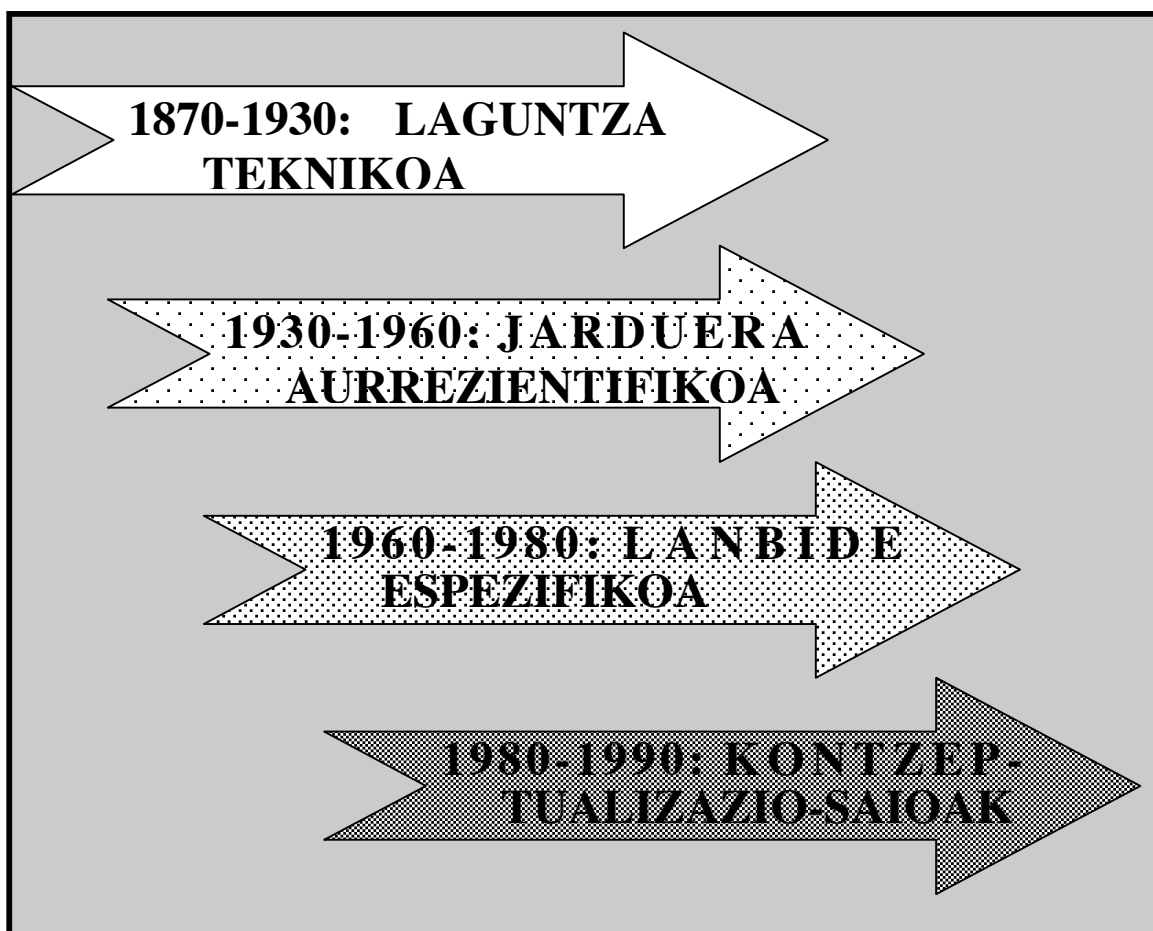 1870-1930: LAGUNTZA
TEKNIKOA
1930-1960: JARDUERA
AURREZIENTIFIKOA
1960-1980: LANBIDE
ESPEZIFIKOA
1980-1990: KONTZEP-
TUALIZAZIO-SAIOAK